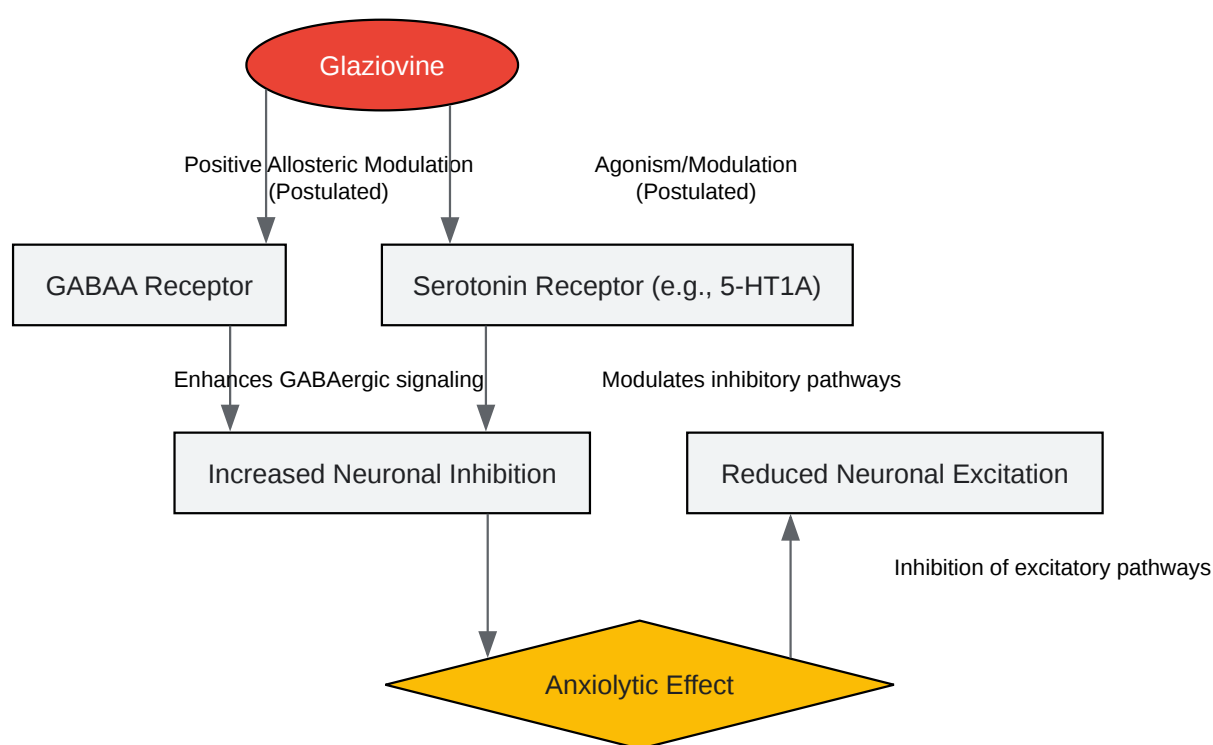 Glaziovine
Positive Allosteric Modulation
(Postulated)
Agonism/Modulation
(Postulated)
GABAA Receptor
Serotonin Receptor (e.g., 5-HT1A)
Enhances GABAergic signaling
Modulates inhibitory pathways
Increased Neuronal Inhibition
Reduced Neuronal Excitation
Inhibition of excitatory pathways
Anxiolytic Effect